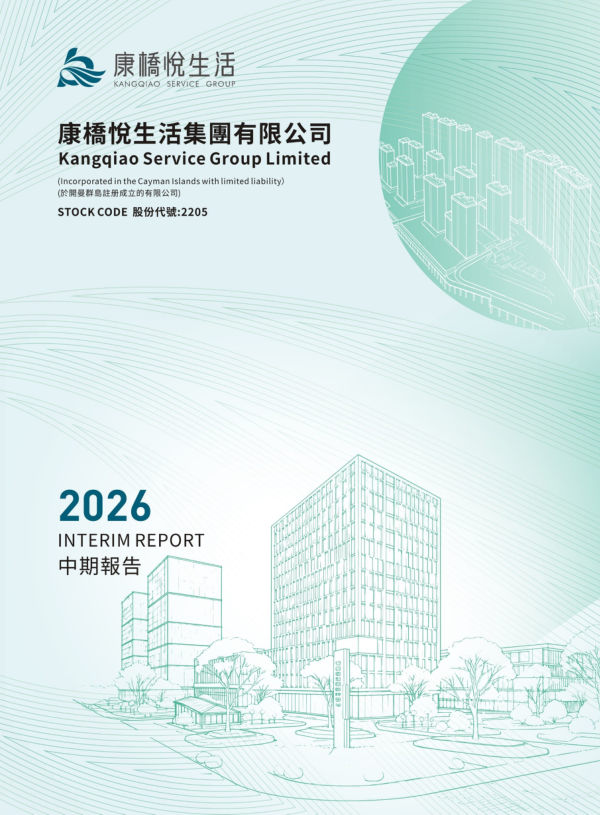 康橋悅生活
KANGQIAO SERVICE GROUP
康橋悅生活集團有限公司
Kangqiao Service Group Limited
(Incorporated in the Cayman Islands with limited liability)
(於開曼群島註册成立的有限公司)
STOCK CODE 股份代號:2205
2026
INTERIM REPORT
中期報告